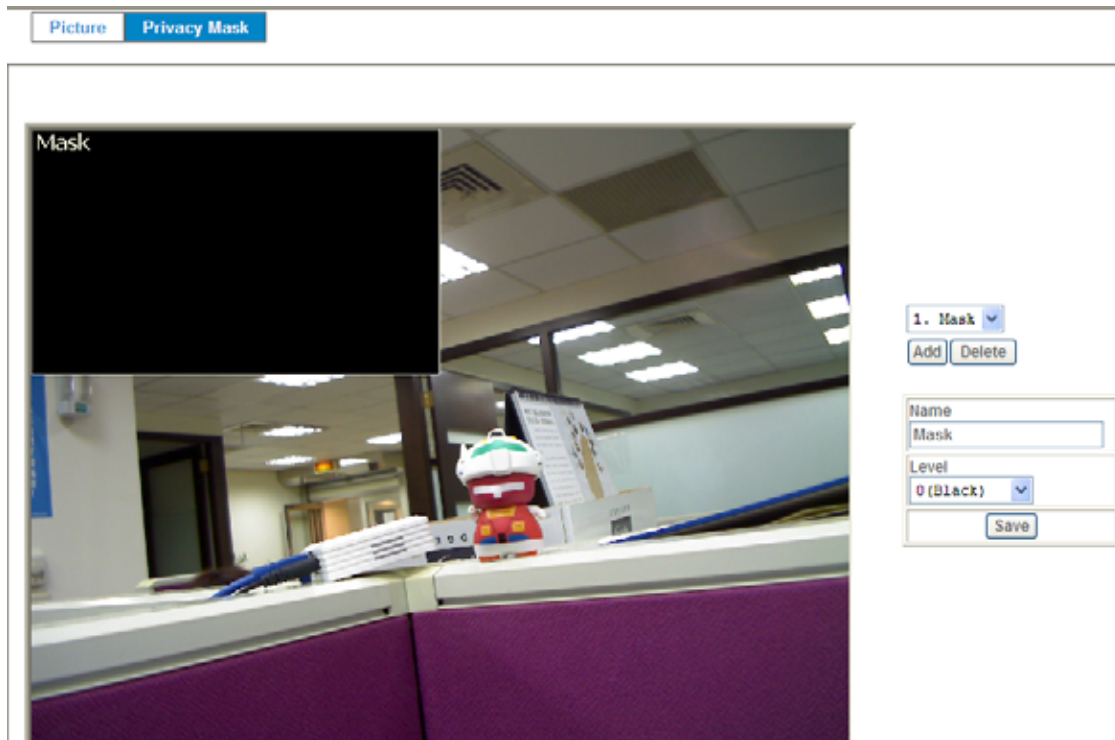 Picture Privacy Mask
Mask
1. Mask
Add Delete
Name
Mask
Level
0(Black)
Save